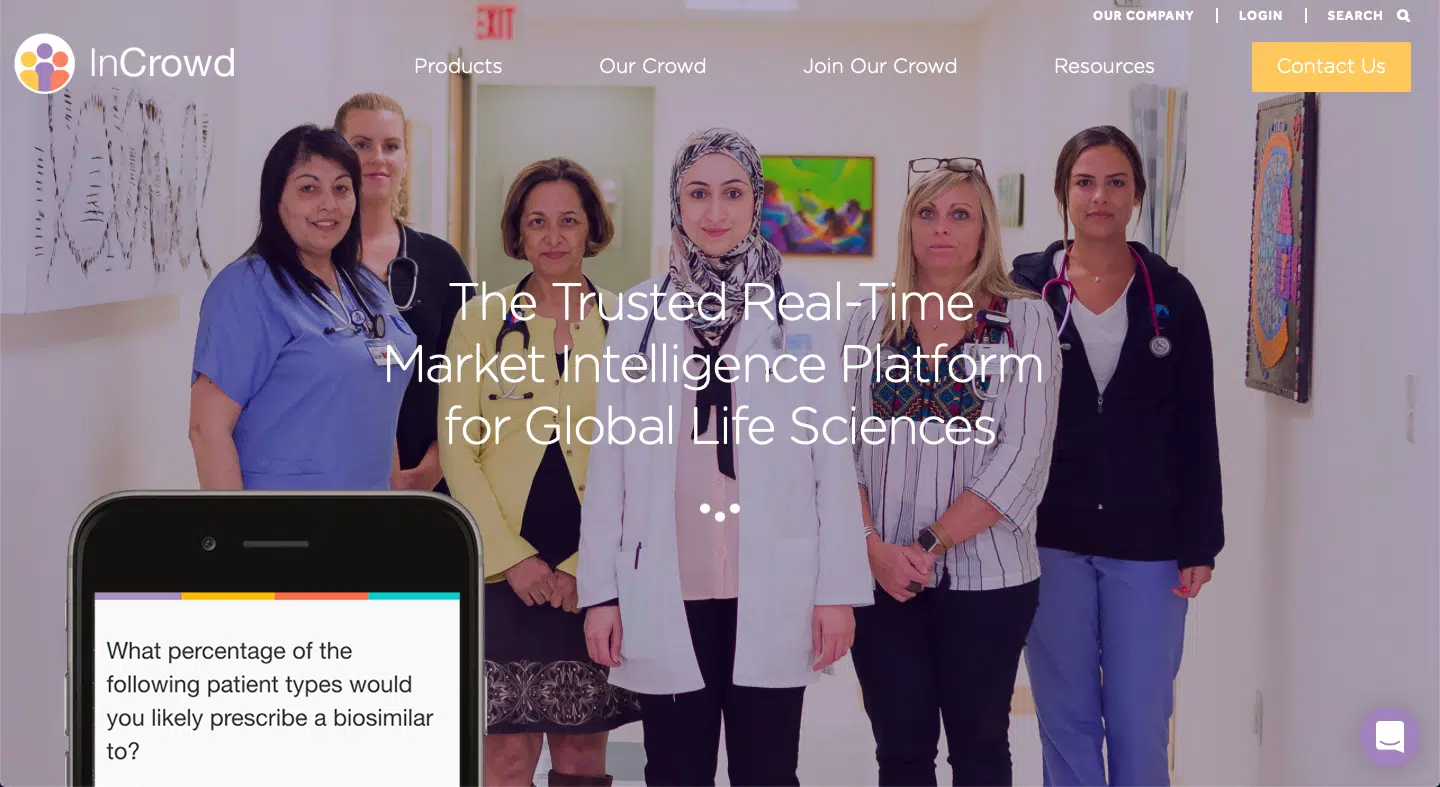 EXIT
OUR COMPANY
LOGIN
SEARCH
InCrowd
Products
Our Crowd
Join Our Crowd
Resources
Contact Us
The Trusted Real-Time
Market Intelligence Platform
for Global Life Sciences
What percentage of the
following patient types would
you likely prescribe a biosimilar
to?